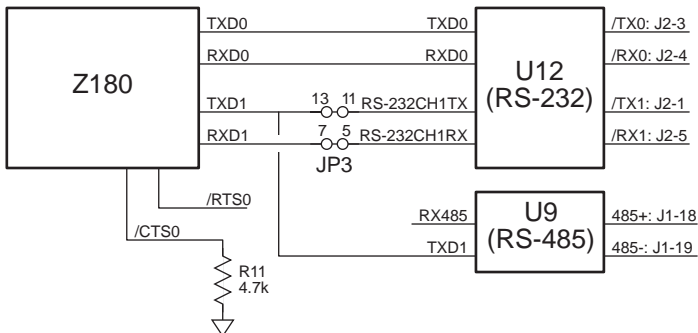 TXD0
TXD0
/TX0: J2-3
RXD0
RXD0
/RX0: J2-4
Z180
U12
(RS-232)
TXD1
13
11
RS-232CH1TX
/TX1: J2-1
RXD1
7
5
RS-232CH1RX
/RX1: J2-5
JP3
/RTS0
/CTS0
RX485
U9
(RS-485)
485+: J1-18
TXD1
485-: J1-19
R11
4.7k